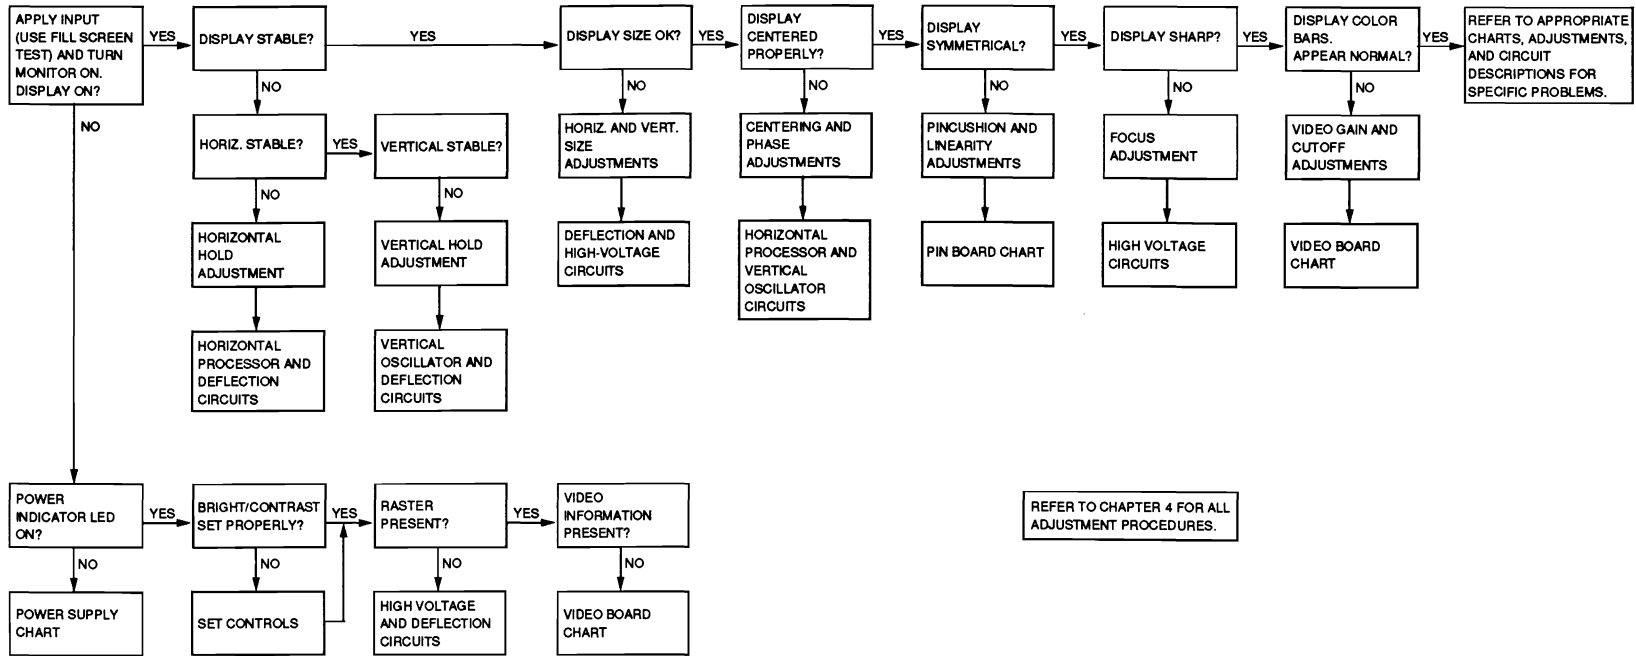 APPLY INPUT
(USE FILL SCREEN
TEST) AND TURN
MONITOR ON.
DISPLAY ON?
YES
DISPLAY STABLE?
YES
DISPLAY SIZE OK?
YES
DISPLAY
CENTERED
PROPERLY?
YES
DISPLAY
SYMMETRICAL?
YES
DISPLAY SHARP?
YES
DISPLAY COLOR
BARS.
APPEAR NORMAL?
YES
REFER TO APPROPRIATE
CHARTS, ADJUSTMENTS,
AND CIRCUIT
DESCRIPTIONS FOR
SPECIFIC PROBLEMS.
NO
NO
NO
NO
NO
NO
NO
HORIZ. STABLE?
YES
VERTICAL STABLE?
HORIZ. AND VERT.
SIZE
ADJUSTMENTS
CENTERING AND
PHASE
ADJUSTMENTS
PINCUSHION AND
LINEARITY
ADJUSTMENTS
FOCUS
ADJUSTMENT
VIDEO GAIN AND
CUTOFF
ADJUSTMENTS
NO
NO
HORIZONTAL
HOLD
ADJUSTMENT
VERTICAL HOLD
ADJUSTMENT
DEFLECTION AND
HIGH-VOLTAGE
CIRCUITS
HORIZONTAL
PROCESSOR AND
VERTICAL
OSCILLATOR
CIRCUITS
PIN BOARD CHART
HIGH VOLTAGE
CIRCUITS
VIDEO BOARD
CHART
HORIZONTAL
PROCESSOR AND
DEFLECTION
CIRCUITS
VERTICAL
OSCILLATOR AND
DEFLECTION
CIRCUITS
POWER
INDICATOR LED
ON?
YES
BRIGHT/CONTRAST
SET PROPERLY?
YES
RASTER
PRESENT?
YES
VIDEO
INFORMATION
PRESENT?
REFER TO CHAPTER 4 FOR ALL
ADJUSTMENT PROCEDURES.
NO
NO
NO
NO
POWER SUPPLY
CHART
SET CONTROLS
HIGH VOLTAGE
AND DEFLECTION
CIRCUITS
VIDEO BOARD
CHART